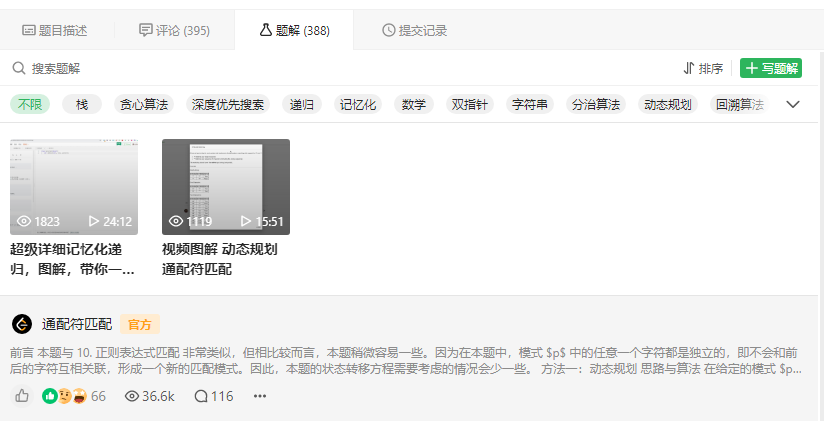 题目描述 评论 (395) 题解 (388) 提交记录
搜索题解 排序 写题解
不限 栈 贪心算法 深度优先搜索 递归 记忆化 数学 双指针 字符串 分治算法 动态规划 回溯算法
1823 24:12 1119 15:51
超级详细记忆化递 视频图解 动态规划
归，图解，带你一... 通配符匹配
通配符匹配 官方
前言 本题与 10. 正则表达式匹配 非常类似，但相比较而言，本题稍微容易一些。因为在本题中，模式 $p$ 中的任意一个字符都是独立的，即不会和前
后的字符互相关联，形成一个新的匹配模式。因此，本题的状态转移方程需要考虑的情况会少一些。 方法一：动态规划 思路与算法 在给定的模式 $p...
66 36.6k 116